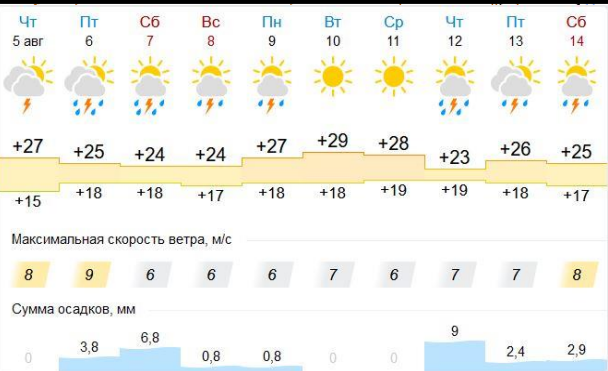 Чт Пт Сб Вс Пн Вт Ср Чт Пт Сб
5 авг 6 7 8 9 10 11 12 13 14
+27 +25 +24 +24 +27 +29 +28 +23 +26 +25
+15 +18 +18 +17 +18 +18 +19 +19 +18 +17
Максимальная скорость ветра, м/с
8 9 6 6 6 7 6 7 7 8
Сумма осадков, мм
0 3,8 6,8 0,8 0,8 0 0 9 2,4 2,9